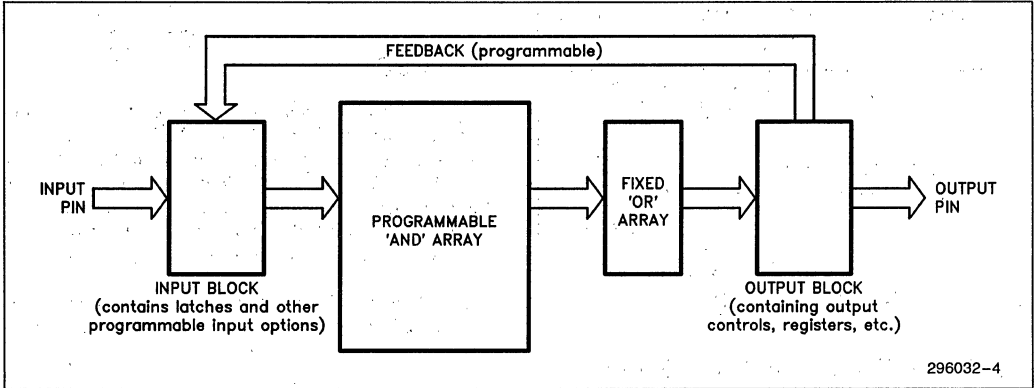 FEEDBACK (programmable)
INPUT
PIN
PROGRAMMABLE
'AND' ARRAY
FIXED
'OR'
ARRAY
OUTPUT
PIN
INPUT BLOCK
(contains latches and other
programmable input options)
OUTPUT BLOCK
(containing output
controls, registers, etc.)
296032-4